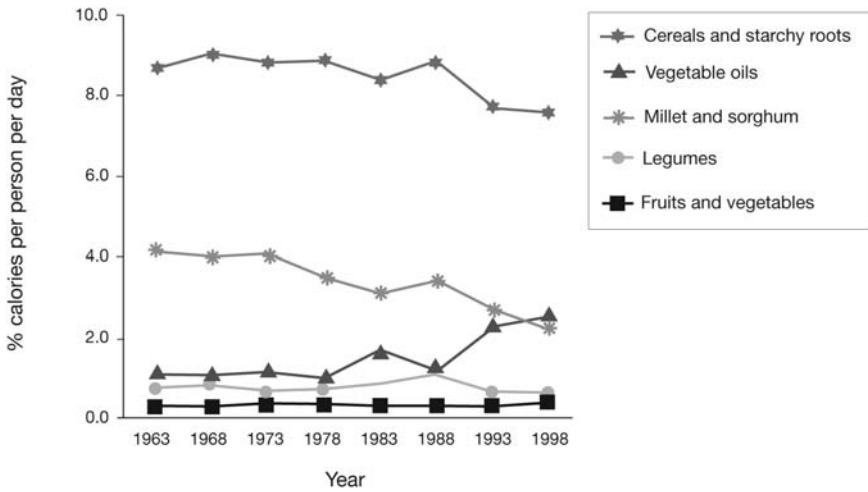 % calories per person per day
10.0
8.0
6.0
4.0
2.0
0.0
1963 1968 1973 1978 1983 1988 1993 1998
Year
Cereals and starchy roots
Vegetable oils
Millet and sorghum
Legumes
Fruits and vegetables